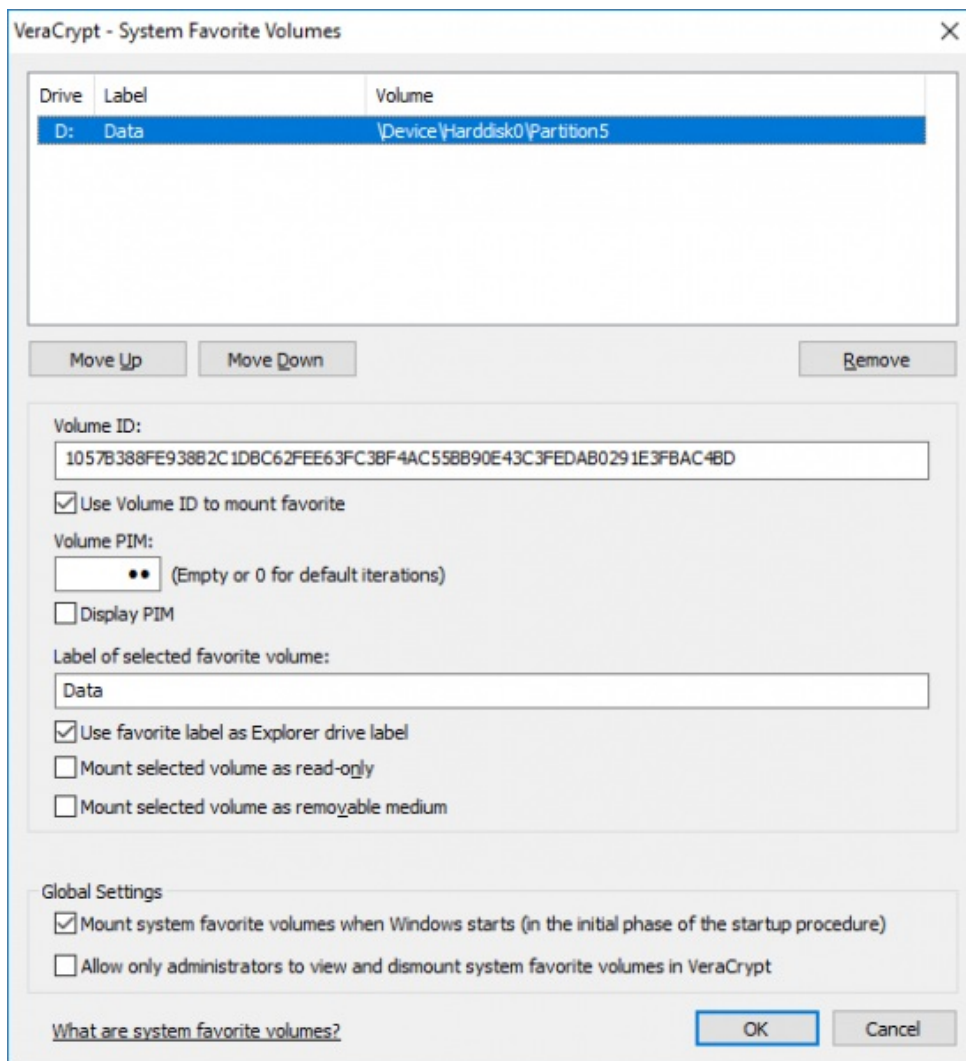 VeraCrypt - System Favorite Volumes
Drive Label Volume
D: Data \Device\Harddisk0\Partition5
Move Up Move Down Remove
Volume ID:
1057B388FE938B2C1DBC62FEE63FC3BF4AC55BB90E43C3FEDAB0291E3FBAC4BD
Use Volume ID to mount favorite
Volume PIM:
•• (Empty or 0 for default iterations)
Display PIM
Label of selected favorite volume:
Data
Use favorite label as Explorer drive label
Mount selected volume as read-only
Mount selected volume as removable medium
Global Settings
Mount system favorite volumes when Windows starts (in the initial phase of the startup procedure)
Allow only administrators to view and dismount system favorite volumes in VeraCrypt
What are system favorite volumes? OK Cancel